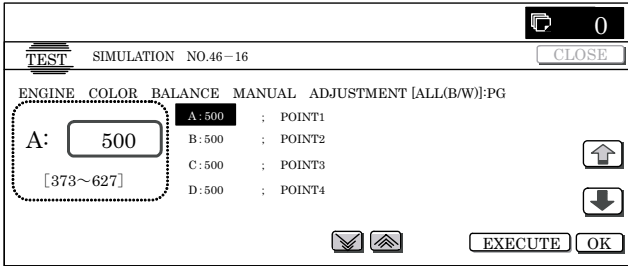 0
TEST SIMULATION NO.46-16 CLOSE
ENGINE COLOR BALANCE MANUAL ADJUSTMENT [ALL(B/W)]:PG
A: 500
[373~627]
A:500 ; POINT1
B:500 ; POINT2
C:500 ; POINT3
D:500 ; POINT4
EXECUTE OK